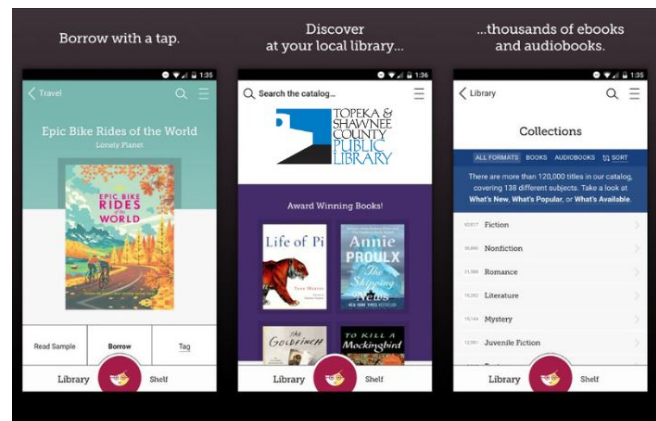 Borrow with a tap.
1:35
Travel
Epic Bike Rides of the World
Lonely Planet
EPIC BIKE
RIDES
of the
WORLD
Read Sample
Borrow
Tag
Library
Shelf
Discover
at your local library...
1:36
Search the catalog...
TOPEKA &
SHAWNEE
COUNTY
PUBLIC
LIBRARY
Award Winning Books!
Life of Pi
Annie
PROULX
The
Shipping
News
The
GOLDFINCH
TO KILL A
Mockingbird
Library
Shelf
...thousands of ebooks
and audiobooks.
1:35
Library
Collections
ALL FORMATS BOOKS AUDIOBOOKS SORT
There are more than 120,000 titles in our catalog,
covering 138 different subjects. Take a look at
What's New, What's Popular, or What's Available.
Fiction
Nonfiction
Romance
Literature
Mystery
Juvenile Fiction
Library
Shelf